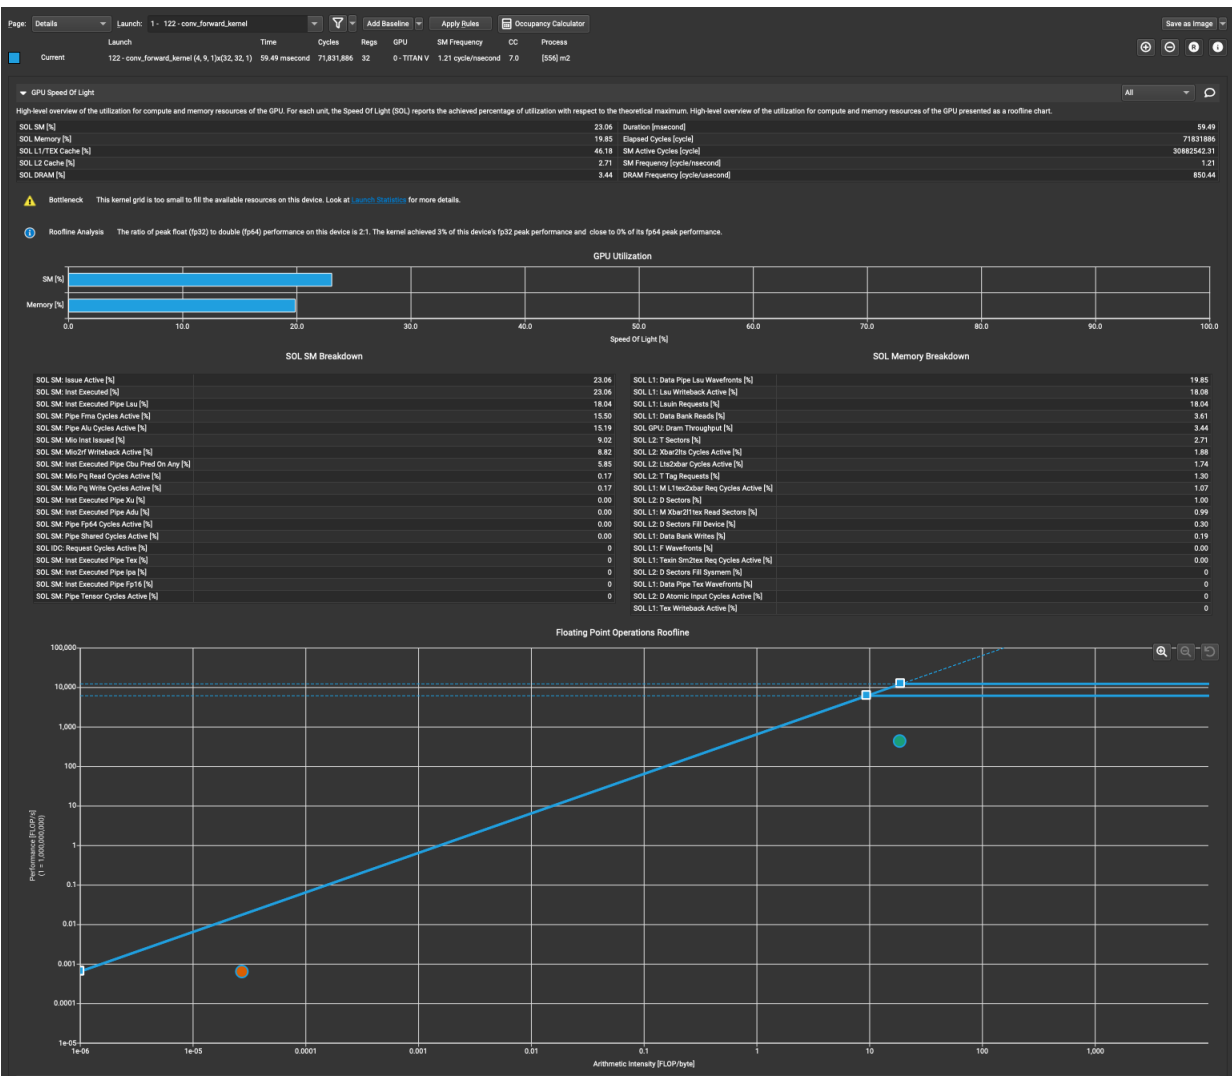 Page: Details Launch: 1 - 122 - conv_forward_kernel Add Baseline Apply Rules Occupancy Calculator Save as Image
Launch Time Cycles Regs GPU SM Frequency CC Process
Current 122 - conv_forward_kernel (4, 9, 1)x(32, 32, 1) 59.49 msecond 71,831,886 32 0 - TITAN V 1.21 cycle/nsecond 7.0 [556] m2
GPU Speed Of Light All
High-level overview of the utilization for compute and memory resources of the GPU. For each unit, the Speed Of Light (SOL) reports the achieved percentage of utilization with respect to the theoretical maximum. High-level overview of the utilization for compute and memory resources of the GPU presented as a roofline chart.
SOL SM [%] 23.06 Duration [msecond] 59.49
SOL Memory [%] 19.85 Elapsed Cycles [cycle] 71831886
SOL L1/TEX Cache [%] 46.18 SM Active Cycles [cycle] 30882542.31
SOL L2 Cache [%] 2.71 SM Frequency [cycle/nsecond] 1.21
SOL DRAM [%] 3.44 DRAM Frequency [cycle/usecond] 850.44
Bottleneck This kernel grid is too small to fill the available resources on this device. Look at Launch Statistics for more details.
Roofline Analysis The ratio of peak float (fp32) to double (fp64) performance on this device is 2:1. The kernel achieved 3% of this device's fp32 peak performance and close to 0% of its fp64 peak performance.
GPU Utilization
SM [%]
Memory [%]
0.0 10.0 20.0 30.0 40.0 50.0 60.0 70.0 80.0 90.0 100.0
Speed Of Light [%]
SOL SM Breakdown
SOL SM: Issue Active [%] 23.06
SOL SM: Inst Executed [%] 23.06
SOL SM: Inst Executed Pipe Lsu [%] 18.04
SOL SM: Pipe Fma Cycles Active [%] 15.50
SOL SM: Pipe Alu Cycles Active [%] 15.19
SOL SM: Mio Inst Issued [%] 9.02
SOL SM: Mio2rf Writeback Active [%] 8.82
SOL SM: Inst Executed Pipe Cbu Pred On Any [%] 5.85
SOL SM: Mio Pq Read Cycles Active [%] 0.17
SOL SM: Mio Pq Write Cycles Active [%] 0.17
SOL SM: Inst Executed Pipe Xu [%] 0.00
SOL SM: Inst Executed Pipe Adu [%] 0.00
SOL SM: Pipe Fp64 Cycles Active [%] 0.00
SOL SM: Pipe Shared Cycles Active [%] 0.00
SOL IDC: Request Cycles Active [%] 0
SOL SM: Inst Executed Pipe Tex [%] 0
SOL SM: Inst Executed Pipe Ipa [%] 0
SOL SM: Inst Executed Pipe Fp16 [%] 0
SOL SM: Pipe Tensor Cycles Active [%] 0
SOL Memory Breakdown
SOL L1: Data Pipe Lsu Wavefronts [%] 19.85
SOL L1: Lsu Writeback Active [%] 18.08
SOL L1: Lsuin Requests [%] 18.04
SOL L1: Data Bank Reads [%] 3.61
SOL GPU: Dram Throughput [%] 3.44
SOL L2: T Sectors [%] 2.71
SOL L2: Xbar2lts Cycles Active [%] 1.88
SOL L2: Lts2xbar Cycles Active [%] 1.74
SOL L2: T Tag Requests [%] 1.30
SOL L1: M L1tex2xbar Req Cycles Active [%] 1.07
SOL L2: D Sectors [%] 1.00
SOL L1: M Xbar2l1tex Read Sectors [%] 0.99
SOL L2: D Sectors Fill Device [%] 0.30
SOL L1: Data Bank Writes [%] 0.19
SOL L1: F Wavefronts [%] 0.00
SOL L1: Texin Sm2tex Req Cycles Active [%] 0.00
SOL L2: D Sectors Fill Sysmem [%] 0
SOL L1: Data Pipe Tex Wavefronts [%] 0
SOL L2: D Atomic Input Cycles Active [%] 0
SOL L1: Tex Writeback Active [%] 0
Floating Point Operations Roofline
100,000
10,000
1,000
100
10
1
0.1
0.01
0.001
0.0001
1e-05
Performance [FLOP/s]
(1 = 1,000,000,000)
1e-06 1e-05 0.0001 0.001 0.01 0.1 1 10 100 1,000
Arithmetic Intensity [FLOP/byte]